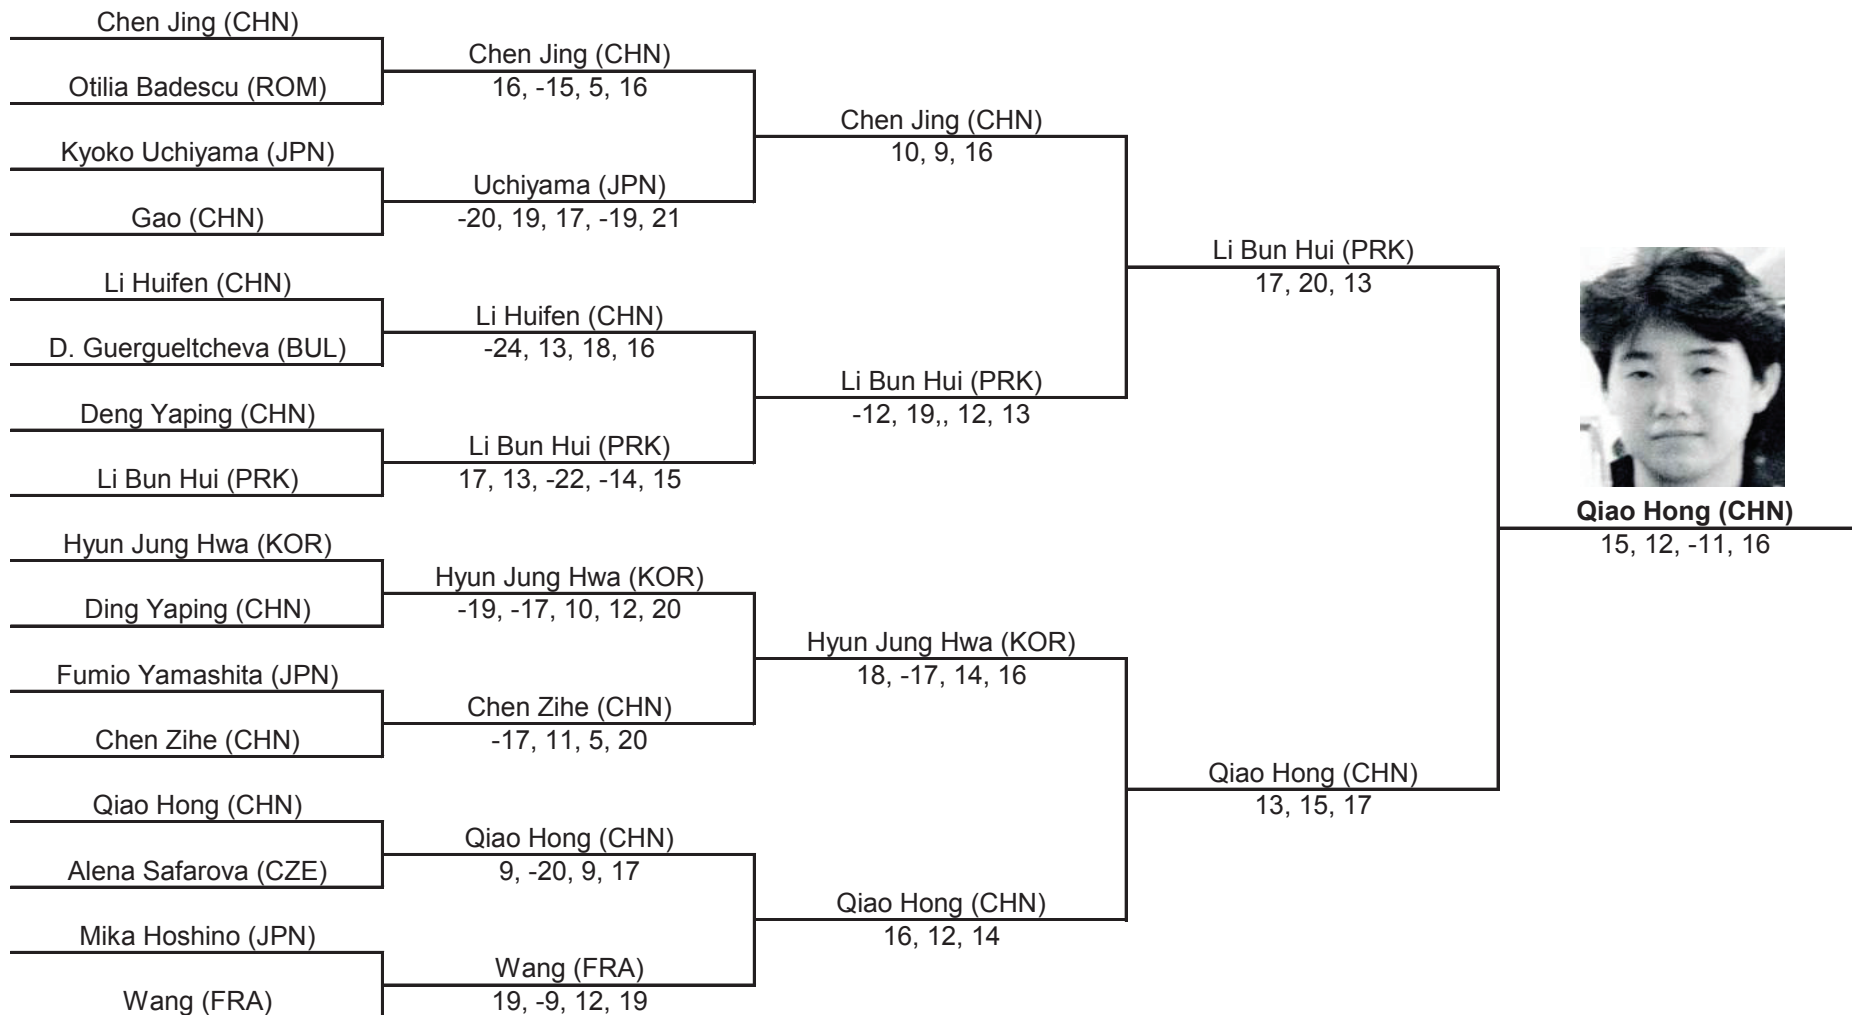 Chen Jing (CHN)
Otilia Badescu (ROM)
Kyoko Uchiyama (JPN)
Gao (CHN)
Li Huifen (CHN)
D. Guergueltcheva (BUL)
Deng Yaping (CHN)
Li Bun Hui (PRK)
Hyun Jung Hwa (KOR)
Ding Yaping (CHN)
Fumio Yamashita (JPN)
Chen Zihe (CHN)
Qiao Hong (CHN)
Alena Safarova (CZE)
Mika Hoshino (JPN)
Wang (FRA)
Chen Jing (CHN)
16, -15, 5, 16
Uchiyama (JPN)
-20, 19, 17, -19, 21
Li Huifen (CHN)
-24, 13, 18, 16
Li Bun Hui (PRK)
17, 13, -22, -14, 15
Hyun Jung Hwa (KOR)
-19, -17, 10, 12, 20
Chen Zihe (CHN)
-17, 11, 5, 20
Qiao Hong (CHN)
9, -20, 9, 17
Wang (FRA)
19, -9, 12, 19
Chen Jing (CHN)
10, 9, 16
Li Bun Hui (PRK)
-12, 19,, 12, 13
Hyun Jung Hwa (KOR)
18, -17, 14, 16
Qiao Hong (CHN)
16, 12, 14
Li Bun Hui (PRK)
17, 20, 13
Qiao Hong (CHN)
13, 15, 17
Qiao Hong (CHN)
15, 12, -11, 16